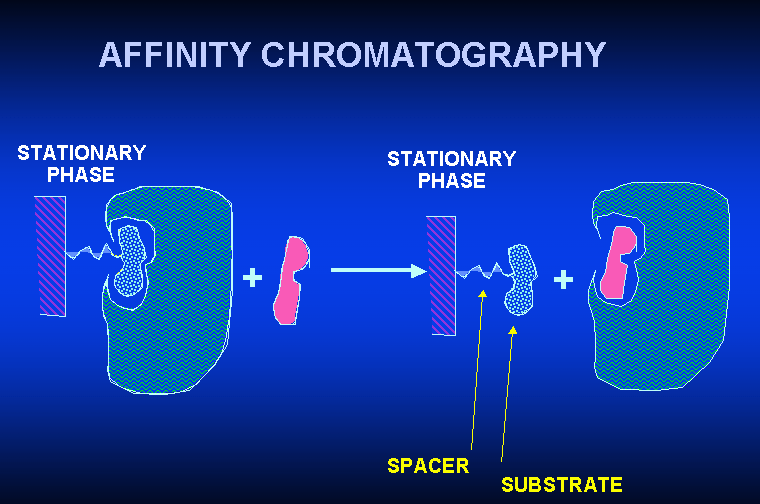 AFFINITY CHROMATOGRAPHY
STATIONARY
PHASE
STATIONARY
PHASE
+
+
SPACER
SUBSTRATE